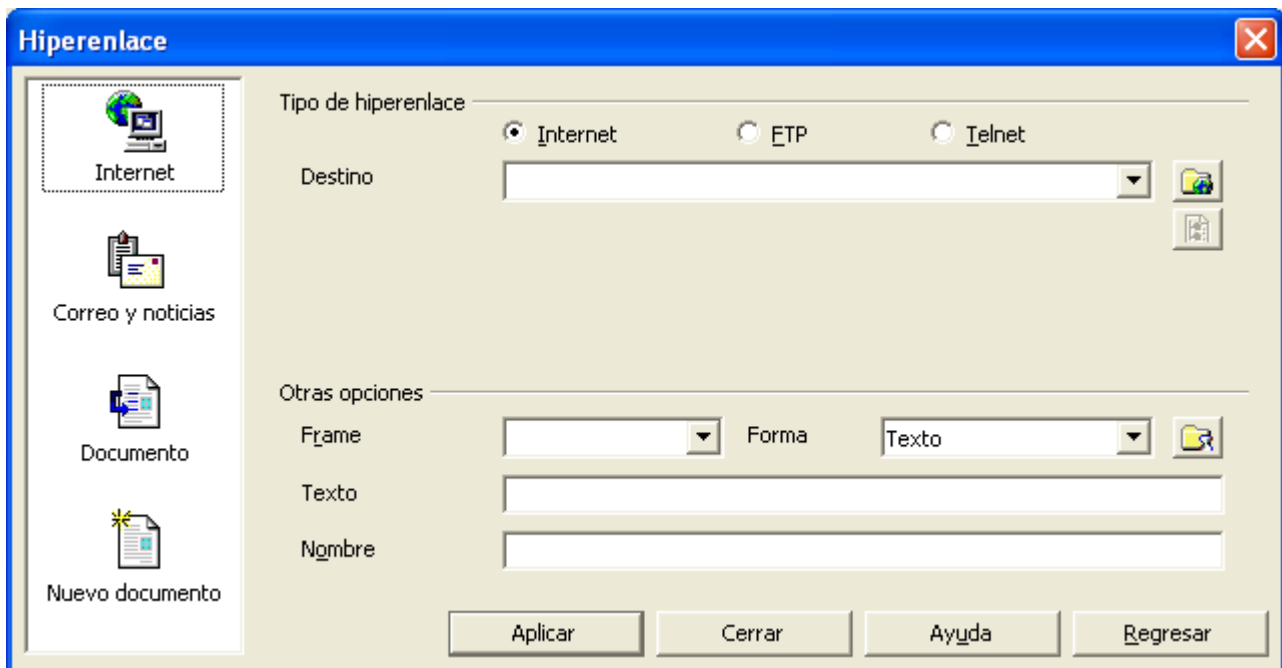 Hiperenlace
Internet
Correo y noticias
Documento
Nuevo documento
Tipo de hiperenlace
Internet FTP Telnet
Destino
Otras opciones
Frame Forma Texto
Texto
Nombre
Aplicar Cerrar Ayuda Regresar